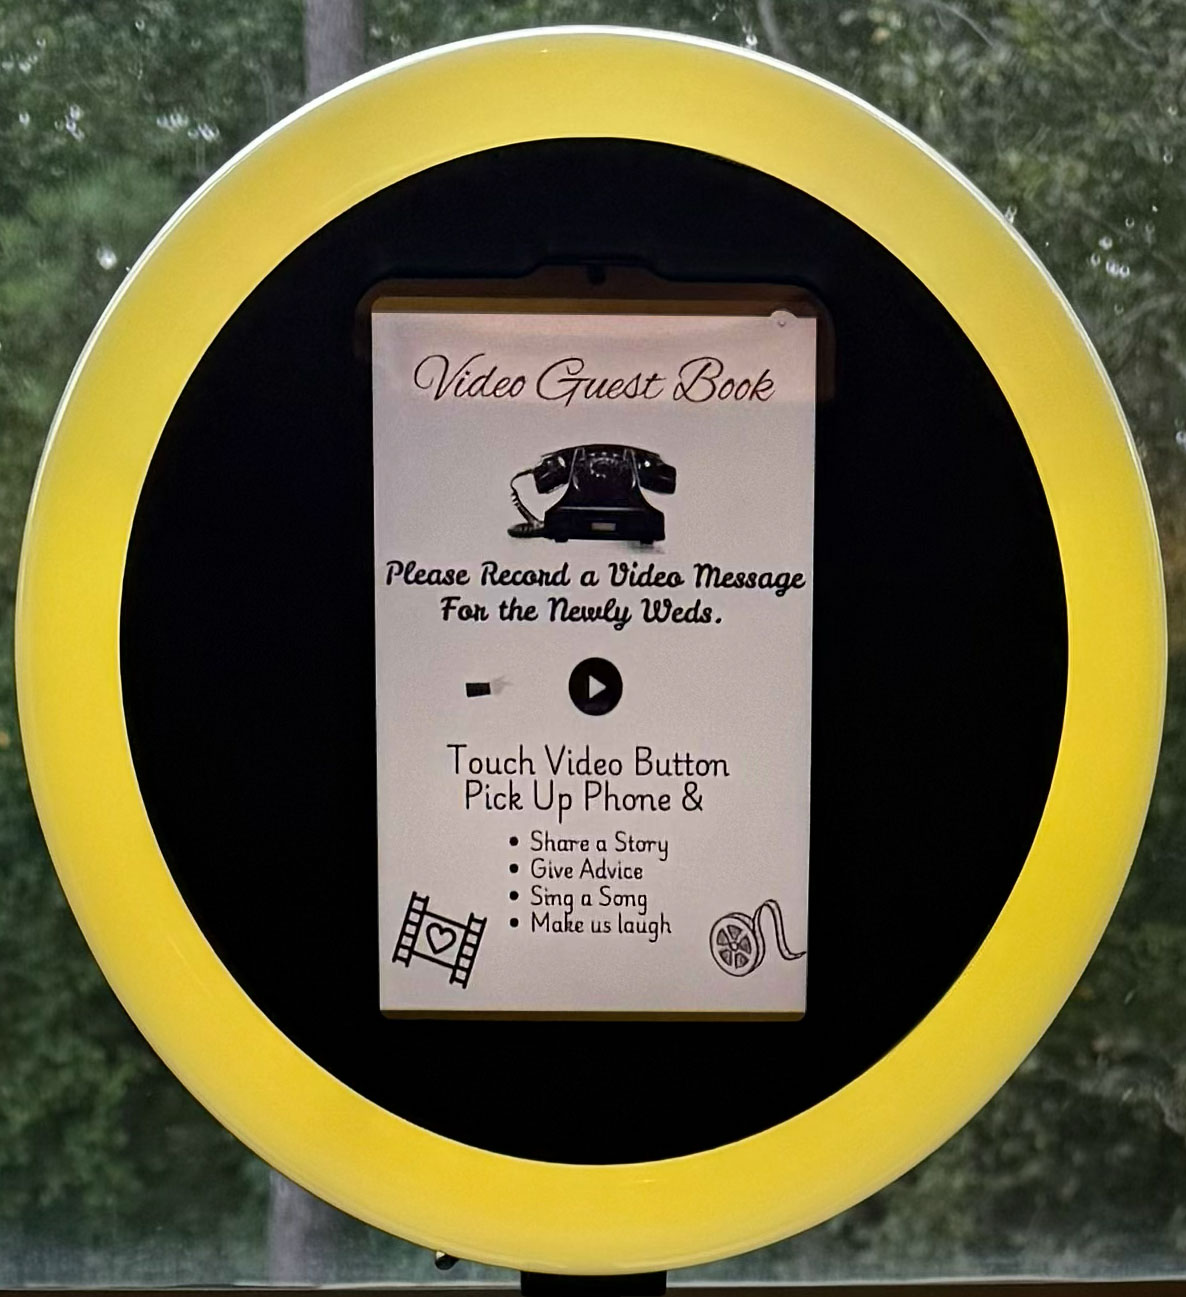 Video Guest Book
Please Record a Video Message
For the Newly Weds.
Touch Video Button
Pick Up Phone &
• Share a Story
• Give Advice
• Sing a Song
• Make us laugh